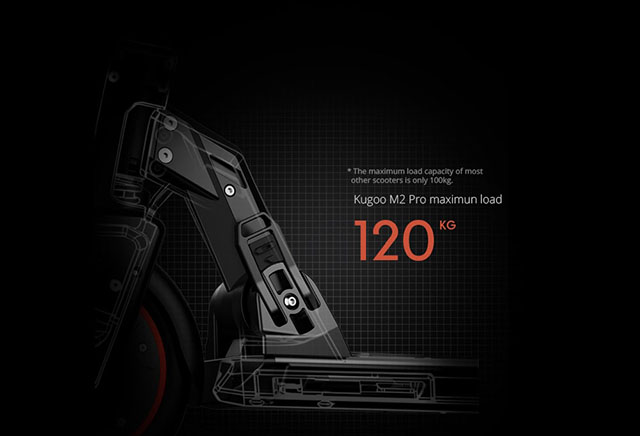 * The maximum load capacity of most
other scooters is only 100kg.
Kugoo M2 Pro maximun load
120 KG